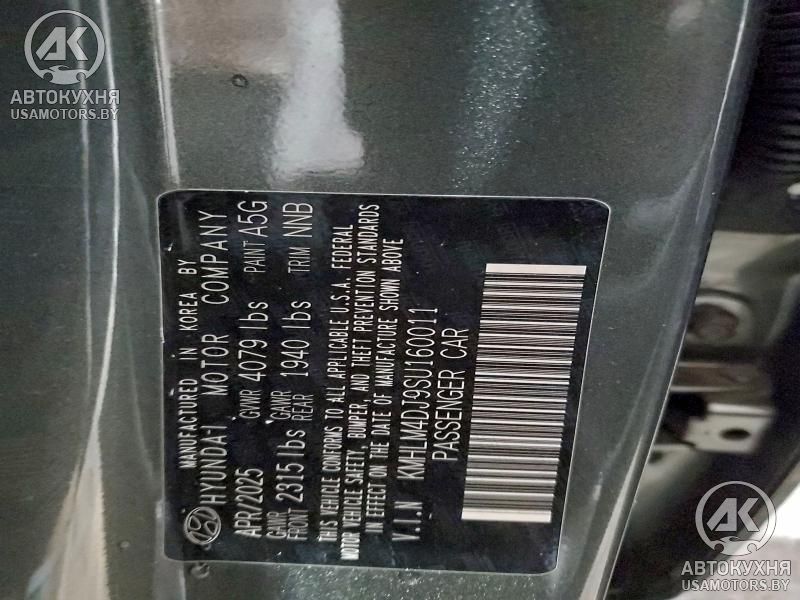 AK
АВТОКУХНЯ
USAMOTORS.BY
MANUFACTURED IN KOREA BY
HYUNDAI MOTOR COMPANY
APR/2025 GVWR 4079 lbs PAINT A5G
GAWR FRONT 2315 lbs GAWR REAR 1940 lbs TRIM NNB
THIS VEHICLE CONFORMS TO ALL APPLICABLE U.S.A. FEDERAL
MOTOR VEHICLE SAFETY, BUMPER, AND THEFT PREVENTION STANDARDS
IN EFFECT ON THE DATE OF MANUFACTURE SHOWN ABOVE
V.I.N KMHLM4DJ9SU160011
PASSENGER CAR
AK
АВТОКУХНЯ
USAMOTORS.BY